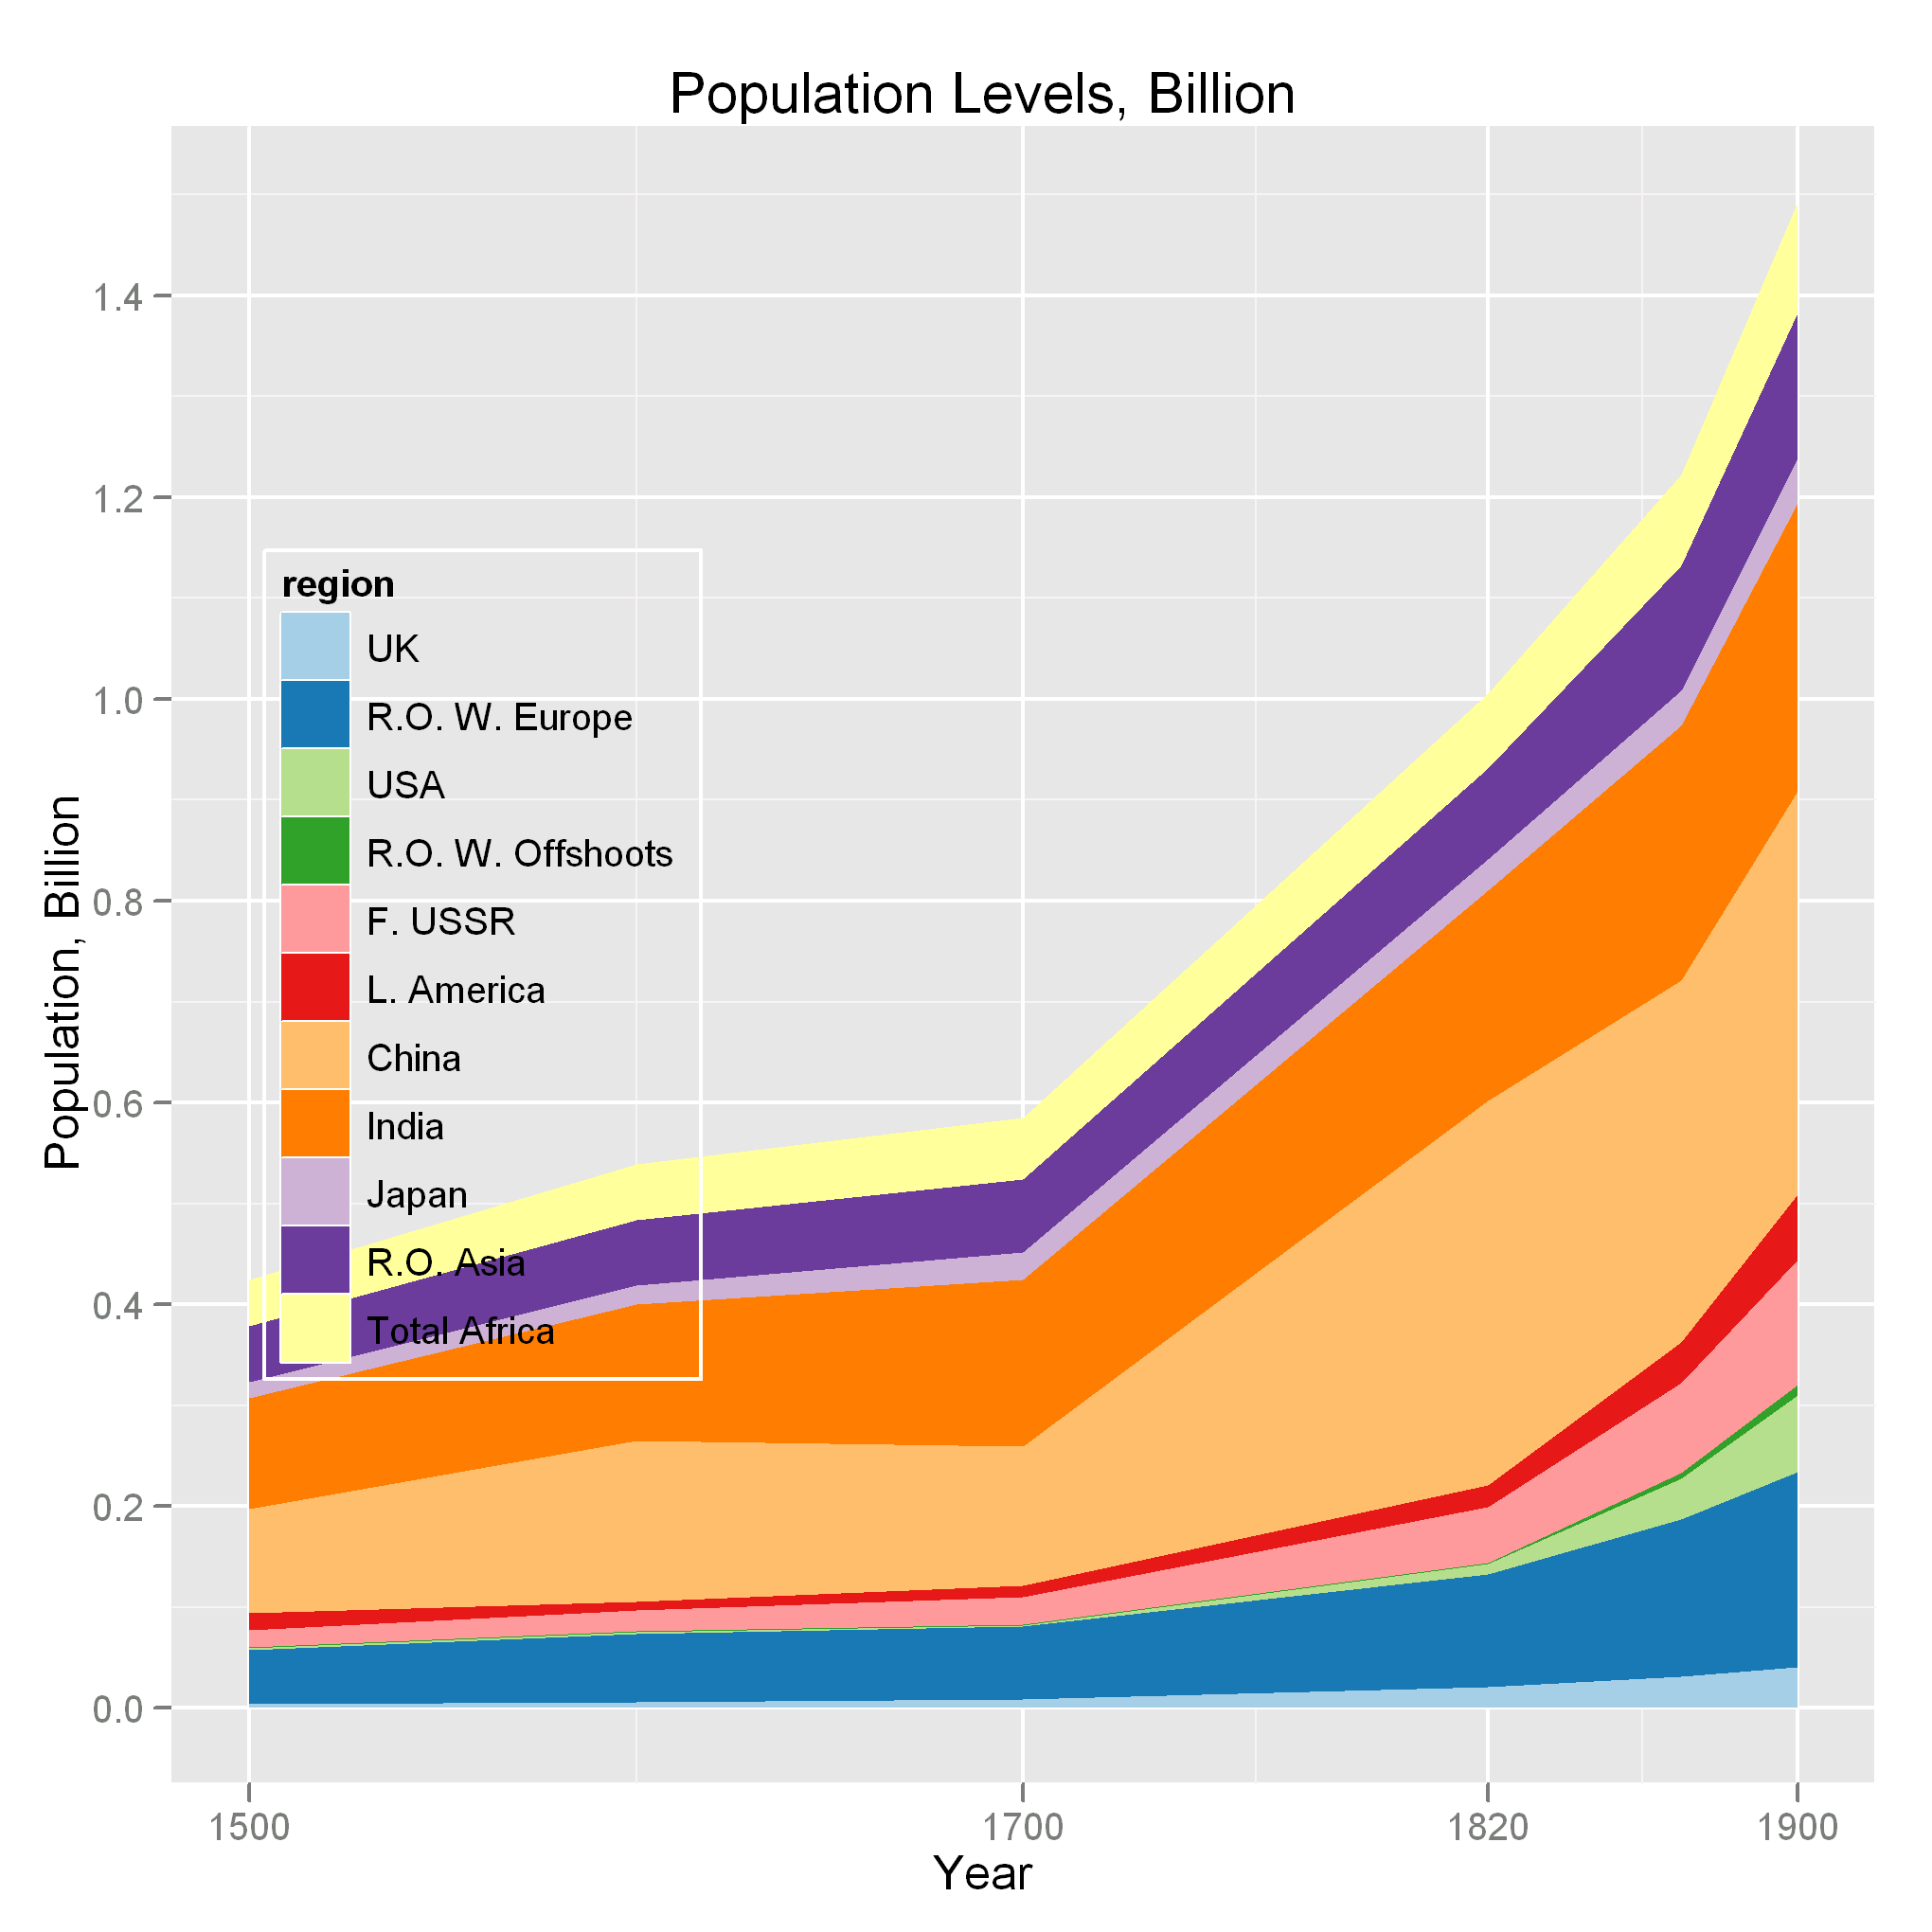 Population Levels, Billion
Population, Billion
1.4
1.2
1.0
0.8
0.6
0.4
0.2
0.0
region
UK
R.O. W. Europe
USA
R.O. W. Offshoots
F. USSR
L. America
China
India
Japan
R.O. Asia
Total Africa
1500 1700 1820 1900
Year